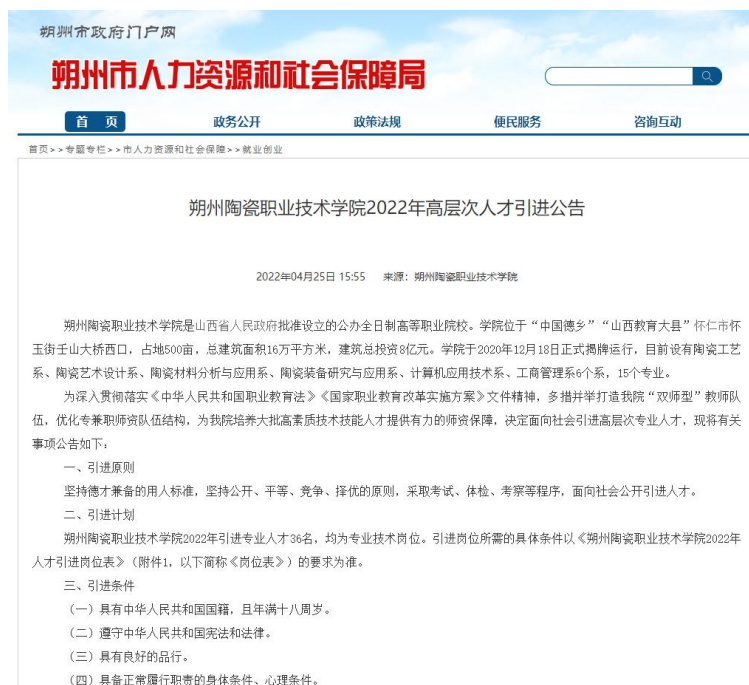 朔州市政府门户网
朔州市人力资源和社会保障局
首 页 政务公开 政策法规 便民服务 咨询互动
首页>>专题专栏>>市人力资源和社会保障>>就业创业
朔州陶瓷职业技术学院2022年高层次人才引进公告
2022年04月25日 15:55 来源：朔州陶瓷职业技术学院
朔州陶瓷职业技术学院是山西省人民政府批准设立的公办全日制高等职业院校。学院位于“中国德乡”“山西教育大县”怀仁市怀
玉街壬山大桥西口，占地500亩，总建筑面积16万平方米，建筑总投资8亿元。学院于2020年12月18日正式揭牌运行，目前设有陶瓷工艺
系、陶瓷艺术设计系、陶瓷材料分析与应用系、陶瓷装备研究与应用系、计算机应用技术系、工商管理系6个系，15个专业。
为深入贯彻落实《中华人民共和国职业教育法》《国家职业教育改革实施方案》文件精神，多措并举打造我院“双师型”教师队
伍，优化专兼职师资队伍结构，为我院培养大批高素质技术技能人才提供有力的师资保障，决定面向社会引进高层次专业人才，现将有关
事项公告如下：
一、引进原则
坚持德才兼备的用人标准，坚持公开、平等、竞争、择优的原则，采取考试、体检、考察等程序，面向社会公开引进人才。
二、引进计划
朔州陶瓷职业技术学院2022年引进专业人才36名，均为专业技术岗位。引进岗位所需的具体条件以《朔州陶瓷职业技术学院2022年
人才引进岗位表》（附件1，以下简称《岗位表》）的要求为准。
三、引进条件
（一）具有中华人民共和国国籍，且年满十八周岁。
（二）遵守中华人民共和国宪法和法律。
（三）具有良好的品行。
（四）具备正常履行职责的身体条件、心理条件。